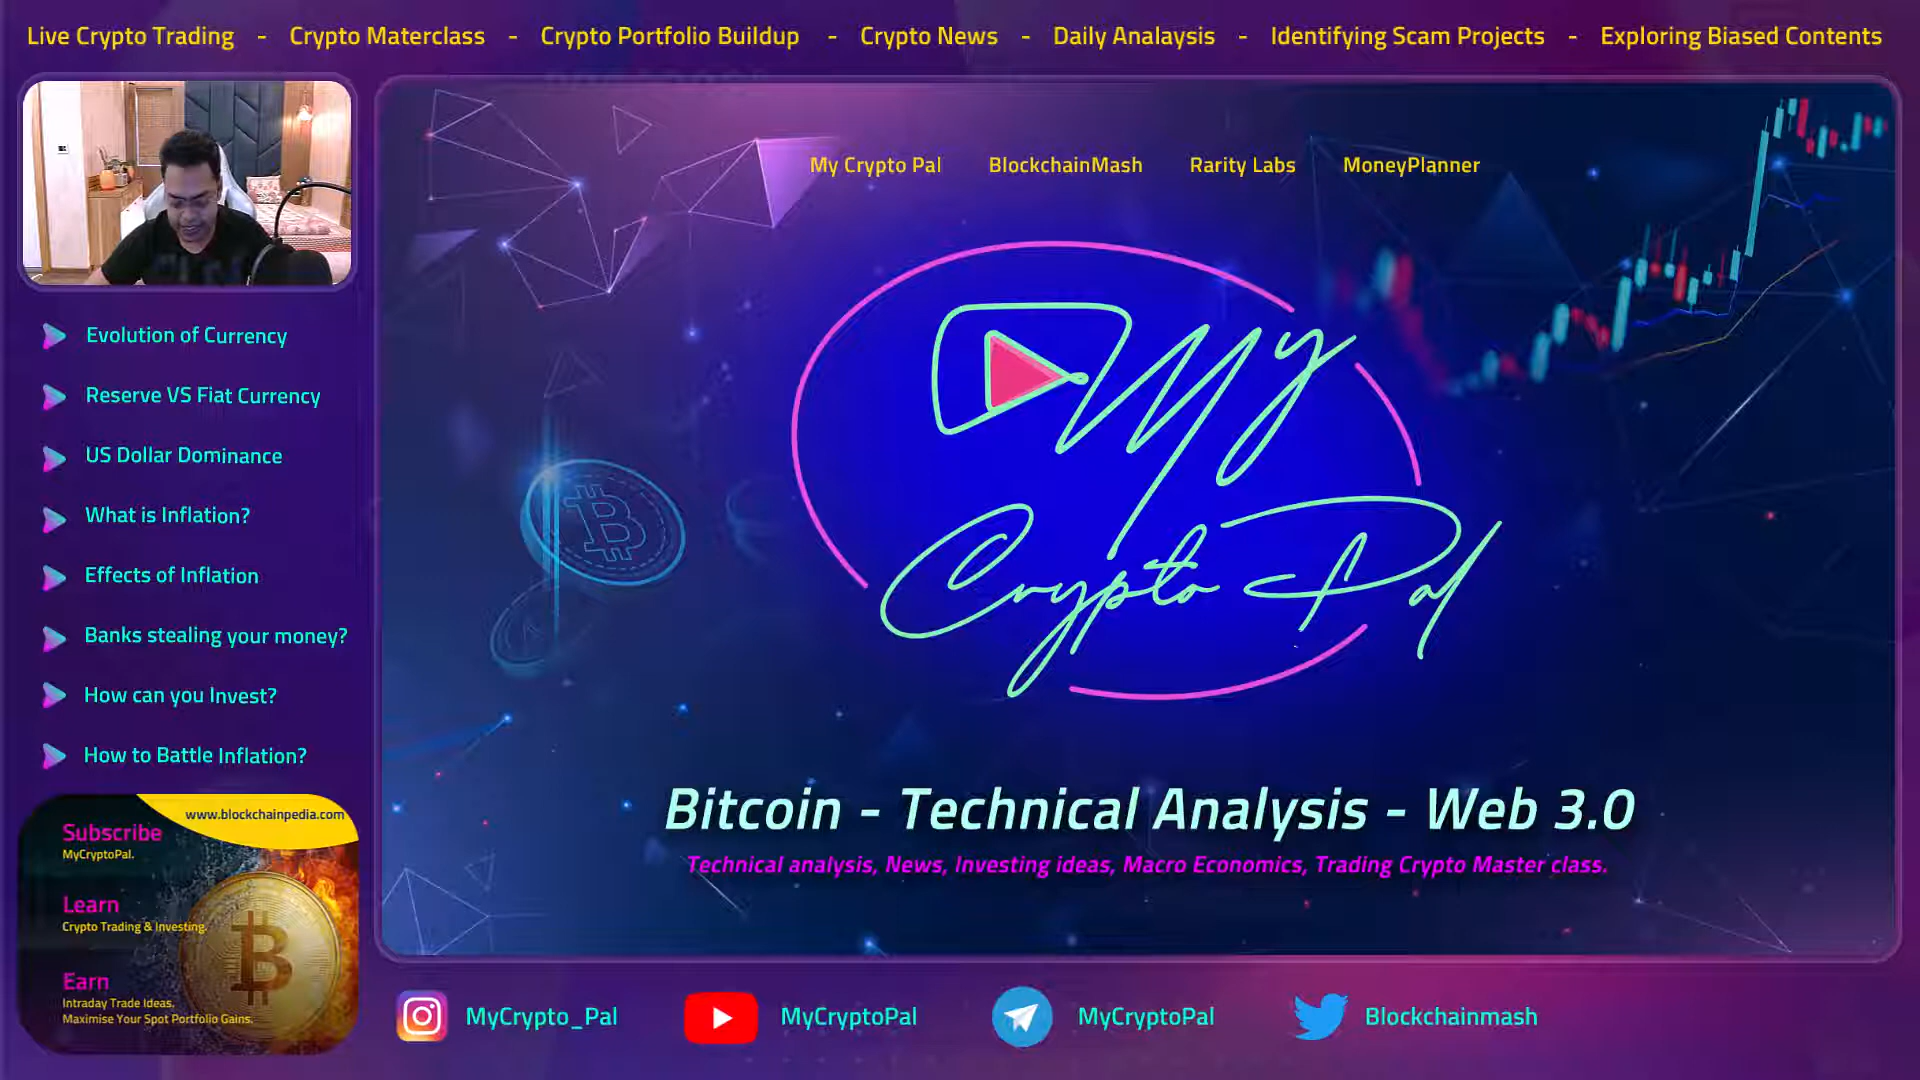 Live Crypto Trading - Crypto Materclass - Crypto Portfolio Buildup - Crypto News - Daily Analaysis - Identifying Scam Projects - Exploring Biased Contents
My Crypto Pal BlockchainMash Rarity Labs MoneyPlanner
Evolution of Currency
Reserve VS Fiat Currency
US Dollar Dominance
What is Inflation?
Effects of Inflation
Banks stealing your money?
How can you Invest?
How to Battle Inflation?
My
Crypto Pal
Bitcoin - Technical Analysis - Web 3.0
Technical analysis, News, Investing ideas, Macro Economics, Trading Crypto Master class.
www.blockchainpedia.com
Subscribe
MyCryptoPal.
Learn
Crypto Trading & Investing.
Earn
Intraday Trade Ideas.
Maximise Your Spot Portfolio Gains.
MyCrypto_Pal MyCryptoPal MyCryptoPal Blockchainmash